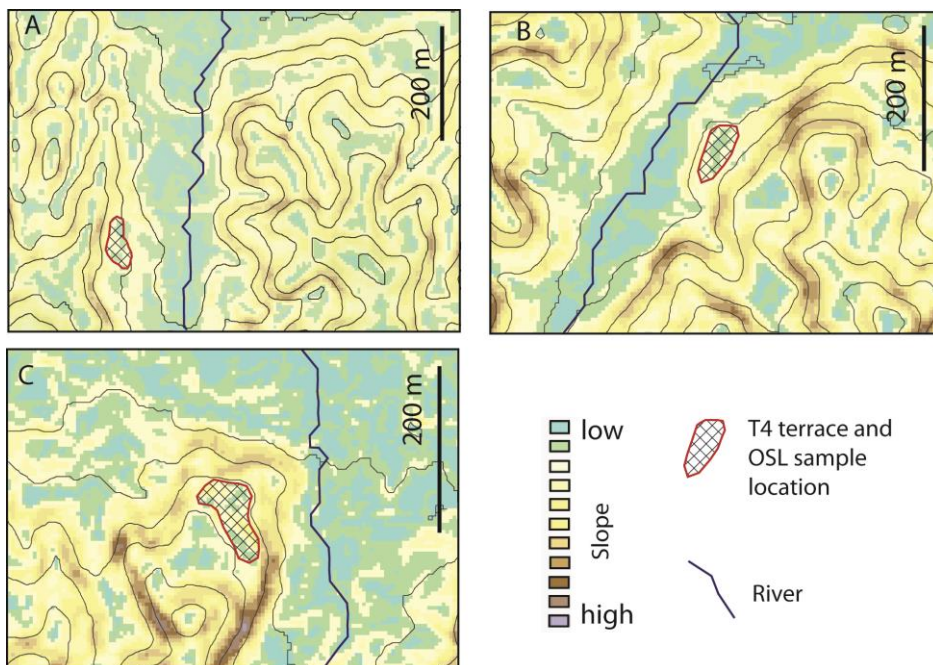 A
200 m
B
200 m
C
200 m
low
Slope
high
T4 terrace and
OSL sample
location
River